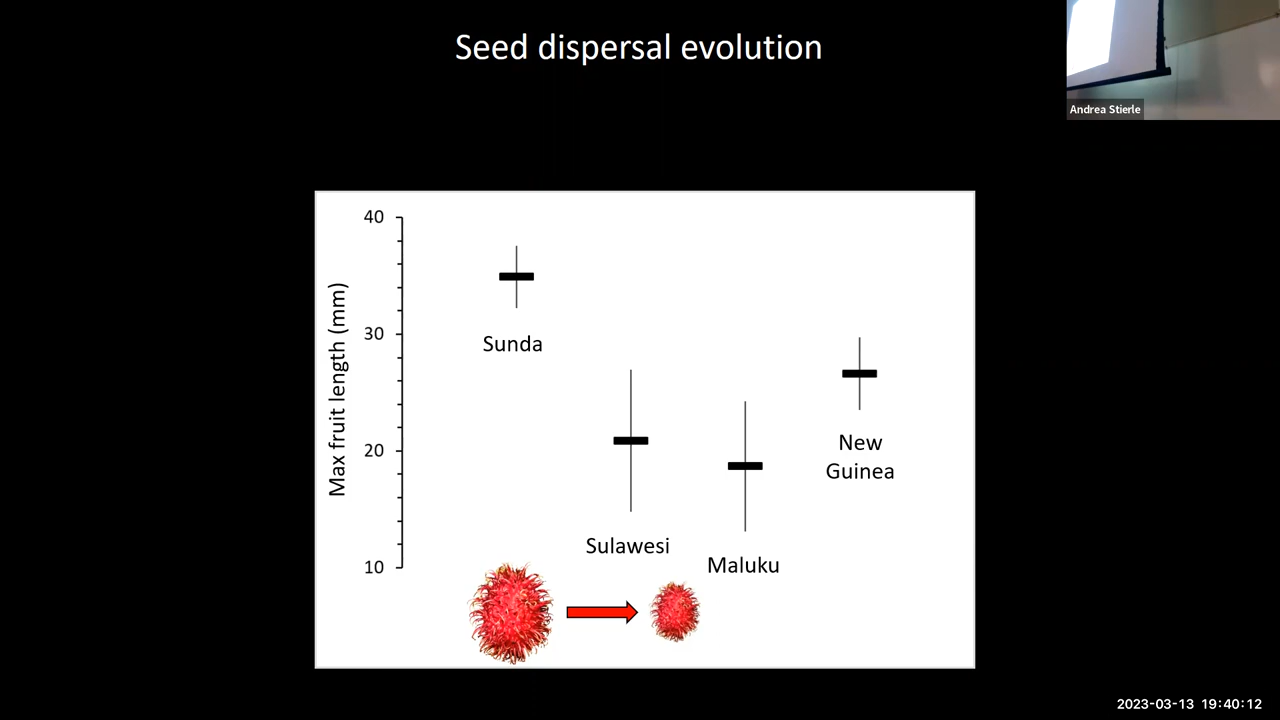 Seed dispersal evolution
Andrea Stierle
40
30
20
10
Max fruit length (mm)
Sunda
Sulawesi
Maluku
New
Guinea
2023-03-13 19:40:12